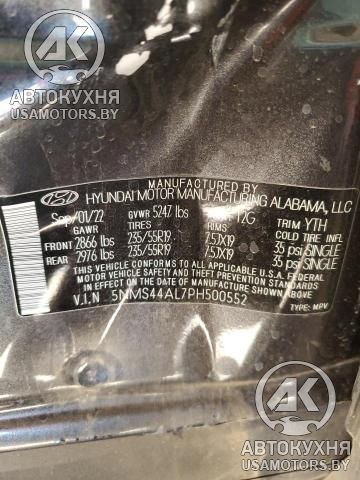 AK
АВТОКУХНЯ
USAMOTORS.BY
MANUFACTURED BY
HYUNDAI MOTOR MANUFACTURING ALABAMA, LLC
Sep/01/22 GVWR 5247 lbs T2G TRIM YTH
GAWR TIRES RIMS COLD TIRE INFL
FRONT 2866 lbs 235/55R19 7.5JX19 35 psi SINGLE
REAR 2976 lbs 235/55R19 7.5JX19 35 psi SINGLE
THIS VEHICLE CONFORMS TO ALL APPLICABLE U.S.
FEDERAL MOTOR VEHICLE SAFETY AND THEFT PREVENTION
STANDARDS IN EFFECT ON THE DATE OF MANUFACTURE SHOWN ABOVE.
V.I.N 5NMS44AL7PH500552 TYPE: MPV
AK
АВТОКУХНЯ
USAMOTORS.BY